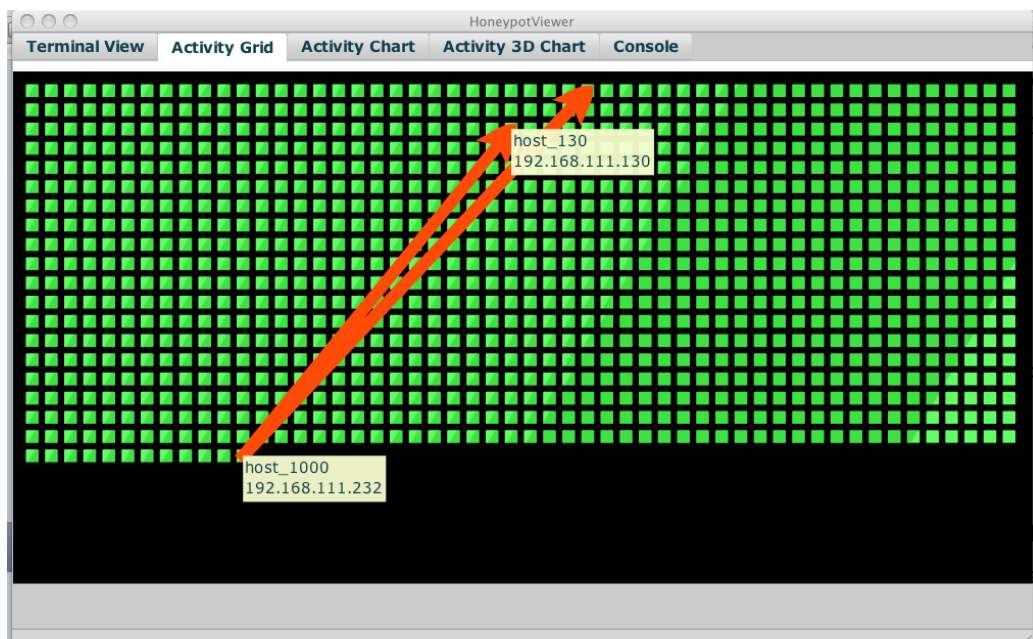 HoneypotViewer
Terminal View Activity Grid Activity Chart Activity 3D Chart Console
host_130
192.168.111.130
host_1000
192.168.111.232